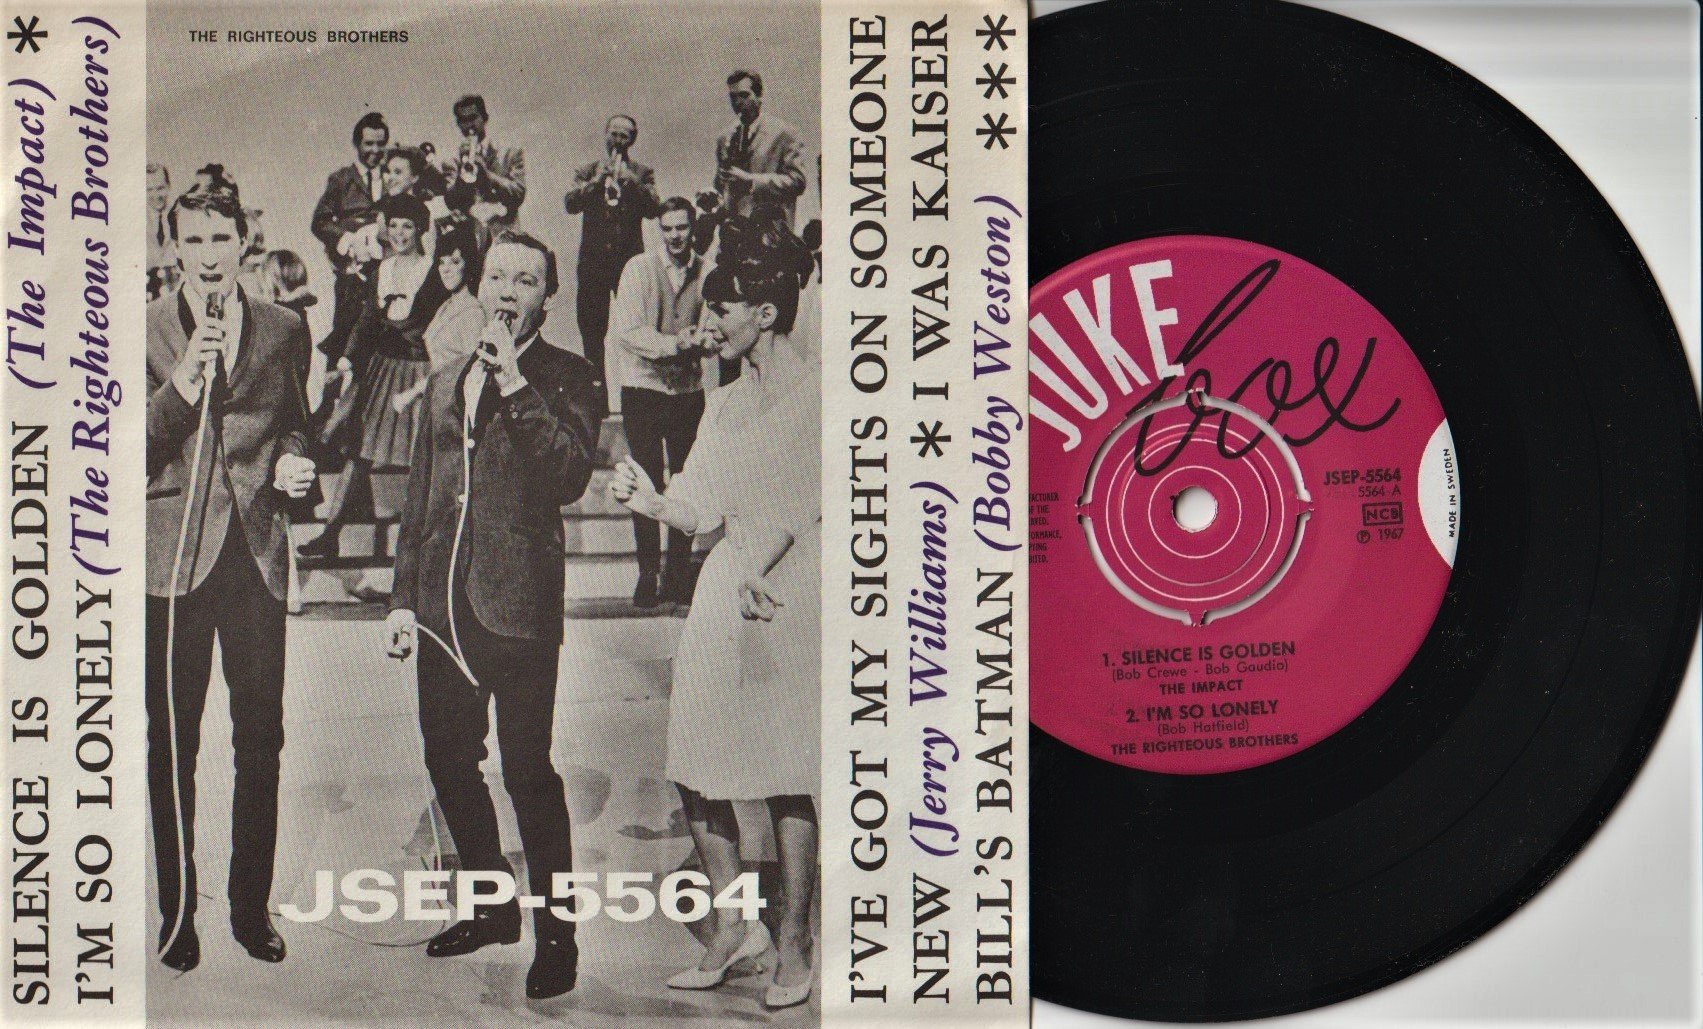 SILENCE IS GOLDEN (The Impact) *
I'M SO LONELY (The Righteous Brothers)
THE RIGHTEOUS BROTHERS
JSEP-5564
I'VE GOT MY SIGHTS ON SOMEONE
NEW (Jerry Williams) * I WAS KAISER
BILL'S BATMAN (Bobby Weston) ***
JUKE
box
JSEP-5564
5564 A
NCB
℗ 1967
MADE IN SWEDEN
1. SILENCE IS GOLDEN
(Bob Crewe - Bob Gaudio)
THE IMPACT
2. I'M SO LONELY
(Bob Hatfield)
THE RIGHTEOUS BROTHERS